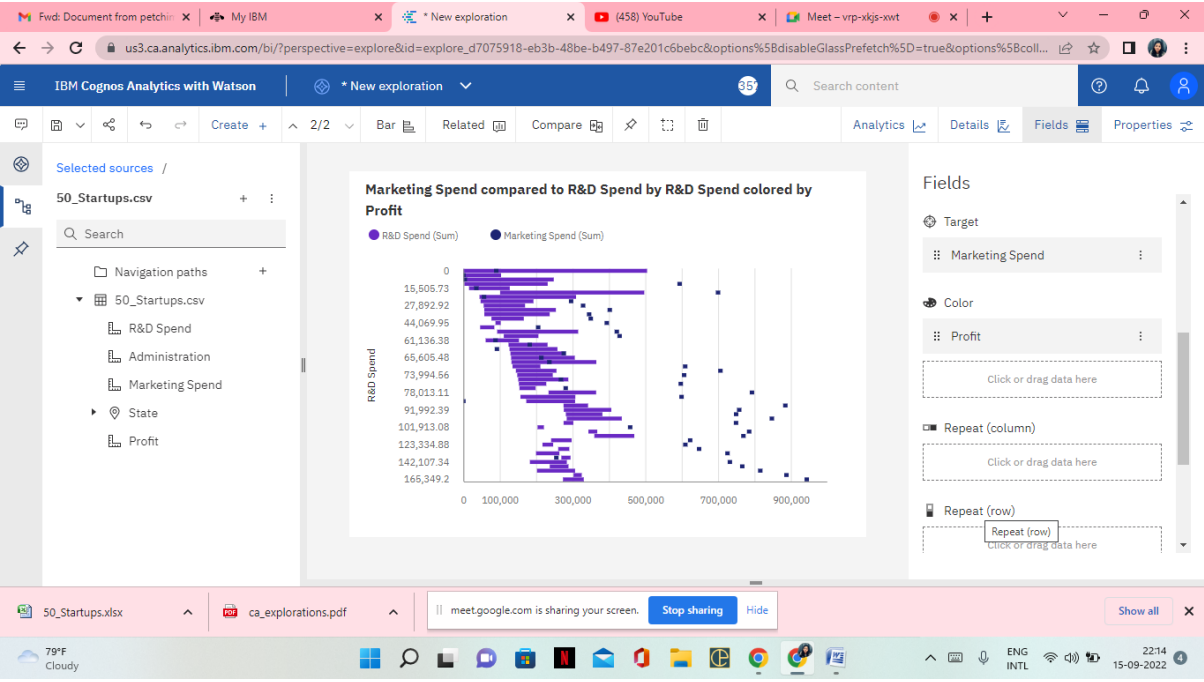 Fwd: Document from petchin
My IBM
* New exploration
(458) YouTube
Meet – vrp-xkjs-xwt
us3.ca.analytics.ibm.com/bi/?perspective=explore&id=explore_d7075918-eb3b-48be-b497-87e201c6bebc&options%5BdisableGlassPrefetch%5D=true&options%5Bcoll...
IBM Cognos Analytics with Watson
* New exploration
Search content
Create +
2/2
Bar
Related
Compare
Analytics
Details
Fields
Properties
Selected sources /
50_Startups.csv
Search
Navigation paths
50_Startups.csv
R&D Spend
Administration
Marketing Spend
State
Profit
Marketing Spend compared to R&D Spend by R&D Spend colored by
Profit
R&D Spend (Sum) Marketing Spend (Sum)
R&D Spend
0
15,505.73
27,892.92
44,069.95
61,136.38
65,605.48
73,994.56
78,013.11
91,992.39
101,913.08
123,334.88
142,107.34
165,349.2
0 100,000 300,000 500,000 700,000 900,000
Fields
Target
Marketing Spend
Color
Profit
Click or drag data here
Repeat (column)
Click or drag data here
Repeat (row)
Repeat (row)
Click or drag data here
50_Startups.xlsx
ca_explorations.pdf
meet.google.com is sharing your screen.
Stop sharing
Hide
Show all
79°F
Cloudy
ENG
INTL
22:14
15-09-2022
4